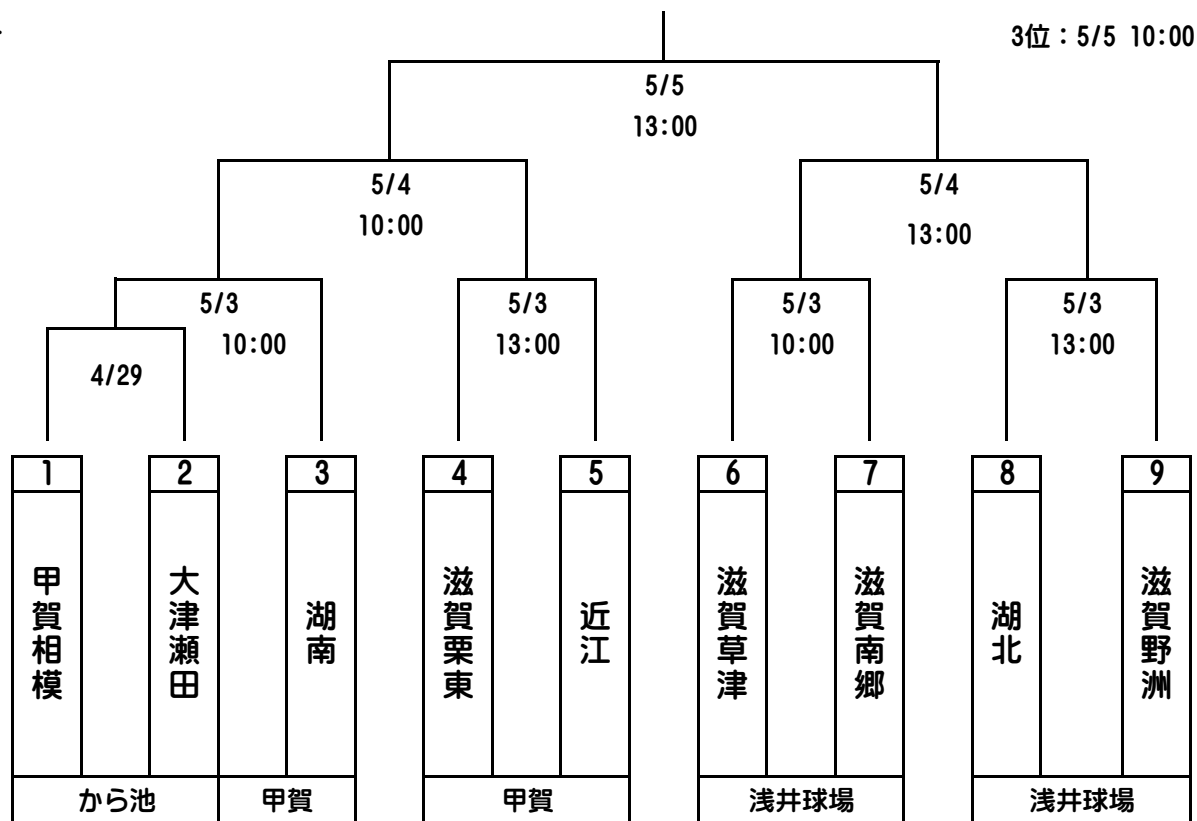 3位：5/5 10:00
5/5
13:00
5/4
10:00
5/4
13:00
5/3
10:00
5/3
13:00
5/3
10:00
5/3
13:00
4/29
1
2
3
4
5
6
7
8
9
甲賀相模
大津瀬田
湖南
滋賀栗東
近江
滋賀草津
滋賀南郷
湖北
滋賀野洲
から池
甲賀
甲賀
浅井球場
浅井球場